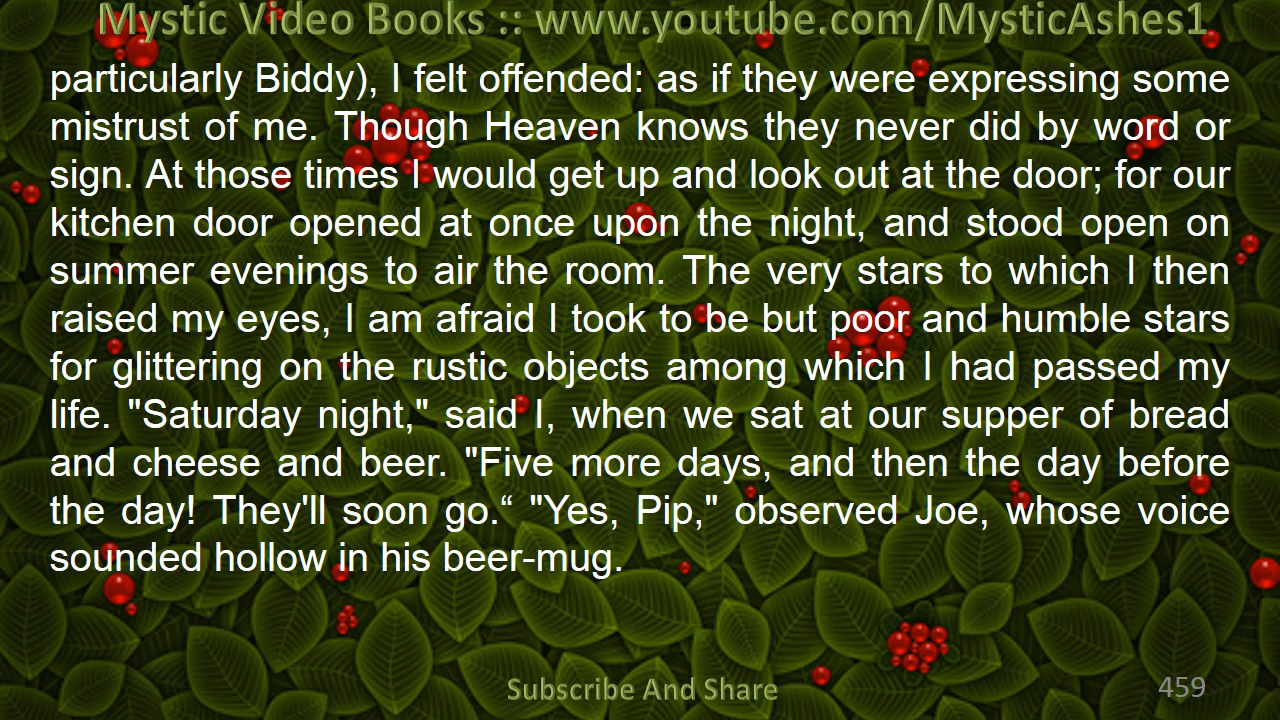 Mystic Video Books :: www.youtube.com/MysticAshes1
particularly Biddy), I felt offended: as if they were expressing some
mistrust of me. Though Heaven knows they never did by word or
sign. At those times I would get up and look out at the door; for our
kitchen door opened at once upon the night, and stood open on
summer evenings to air the room. The very stars to which I then
raised my eyes, I am afraid I took to be but poor and humble stars
for glittering on the rustic objects among which I had passed my
life. "Saturday night," said I, when we sat at our supper of bread
and cheese and beer. "Five more days, and then the day before
the day! They'll soon go.“ "Yes, Pip," observed Joe, whose voice
sounded hollow in his beer-mug.
Subscribe And Share
459